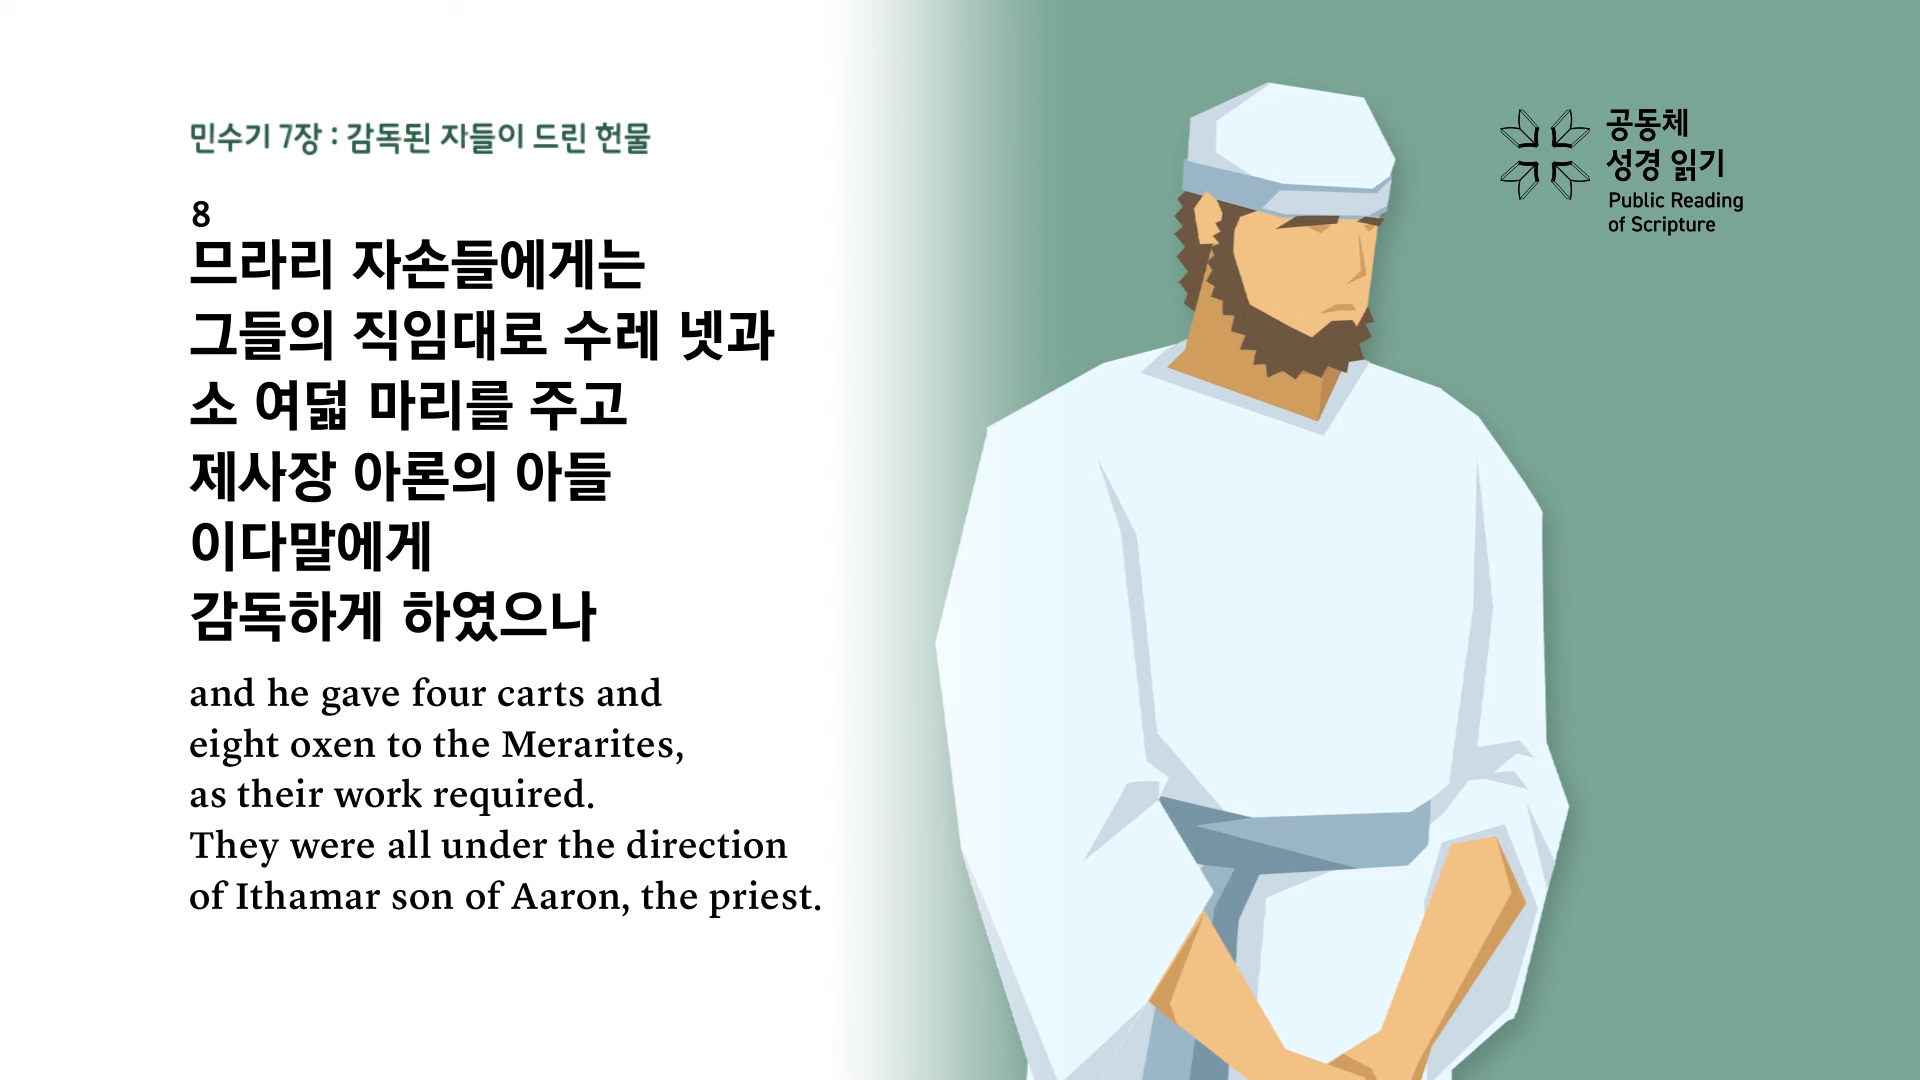 민수기 7장 : 감독된 자들이 드린 헌물
8
므라리 자손들에게는
그들의 직임대로 수레 넷과
소 여덟 마리를 주고
제사장 아론의 아들
이다말에게
감독하게 하였으나
and he gave four carts and
eight oxen to the Merarites,
as their work required.
They were all under the direction
of Ithamar son of Aaron, the priest.
공동체
성경 읽기
Public Reading
of Scripture